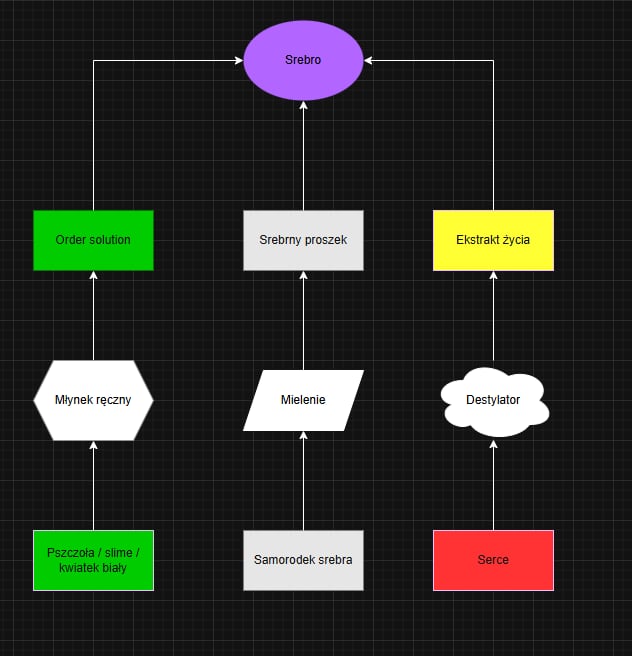 Srebro
Order solution
Srebrny proszek
Ekstrakt życia
Młynek ręczny
Mielenie
Destylator
Pszczoła / slime /
kwiatek biały
Samorodek srebra
Serce